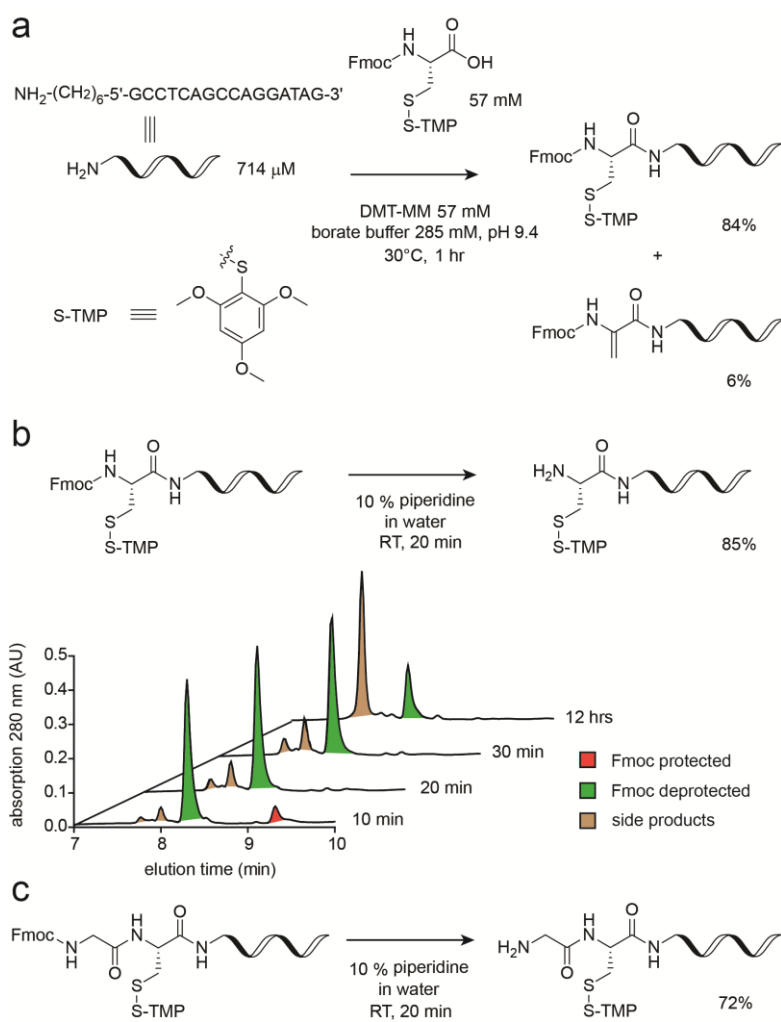 a
NH2-(CH2)6-5'-GCCTCAGCCAGGATAG-3'
H2N
714 μM
S-TMP
S
O
O
O
Fmoc
H
N
O
OH
S
S-TMP
57 mM
DMT-MM 57 mM
borate buffer 285 mM, pH 9.4
30°C, 1 hr
Fmoc
H
N
O
N
H
S
S-TMP
84%
+
Fmoc
H
N
O
N
H
6%
b
Fmoc
H
N
O
N
H
S
S-TMP
10 % piperidine
in water
RT, 20 min
H2N
O
N
H
S
S-TMP
85%
absorption 280 nm (AU)
0.5
0.4
0.3
0.2
0.1
0.0
7
8
9
10
elution time (min)
12 hrs
30 min
20 min
10 min
Fmoc protected
Fmoc deprotected
side products
c
Fmoc
N
H
O
H
N
O
N
H
S
S-TMP
10 % piperidine
in water
RT, 20 min
H2N
O
H
N
O
N
H
S
S-TMP
72%